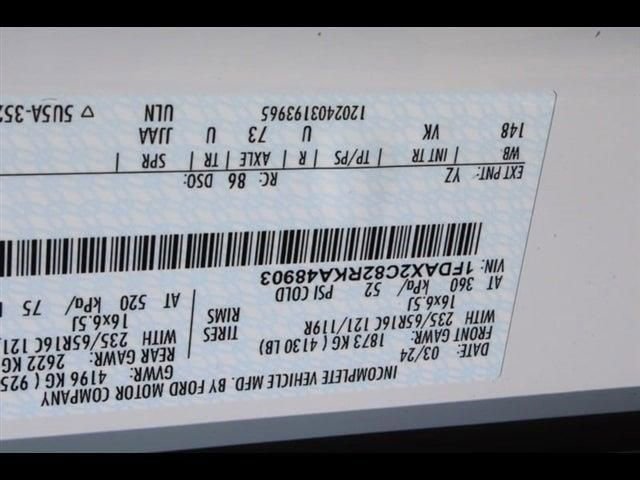 INCOMPLETE VEHICLE MFD. BY FORD MOTOR COMPANY
DATE: 03/24 GVWR: 4196 KG ( 925
FRONT GAWR: 1873 KG ( 4130 LB) REAR GAWR: 2622 KG
WITH 235/65R16C 121/119R TIRES WITH 235/65R16C 121
16x6.5J RIMS 16x6.5J
AT 360 kPa/ 52 PSI COLD AT 520 kPa/ 75
VIN: 1FDAX2C82RKA48903
EXT PNT: YZ RC: 86 DSO:
WB | INT TR | TP/PS | R | AXLE | TR | SPR |
148 VK U 73 U JJAA
1202403193965 ULN 5U5A-352